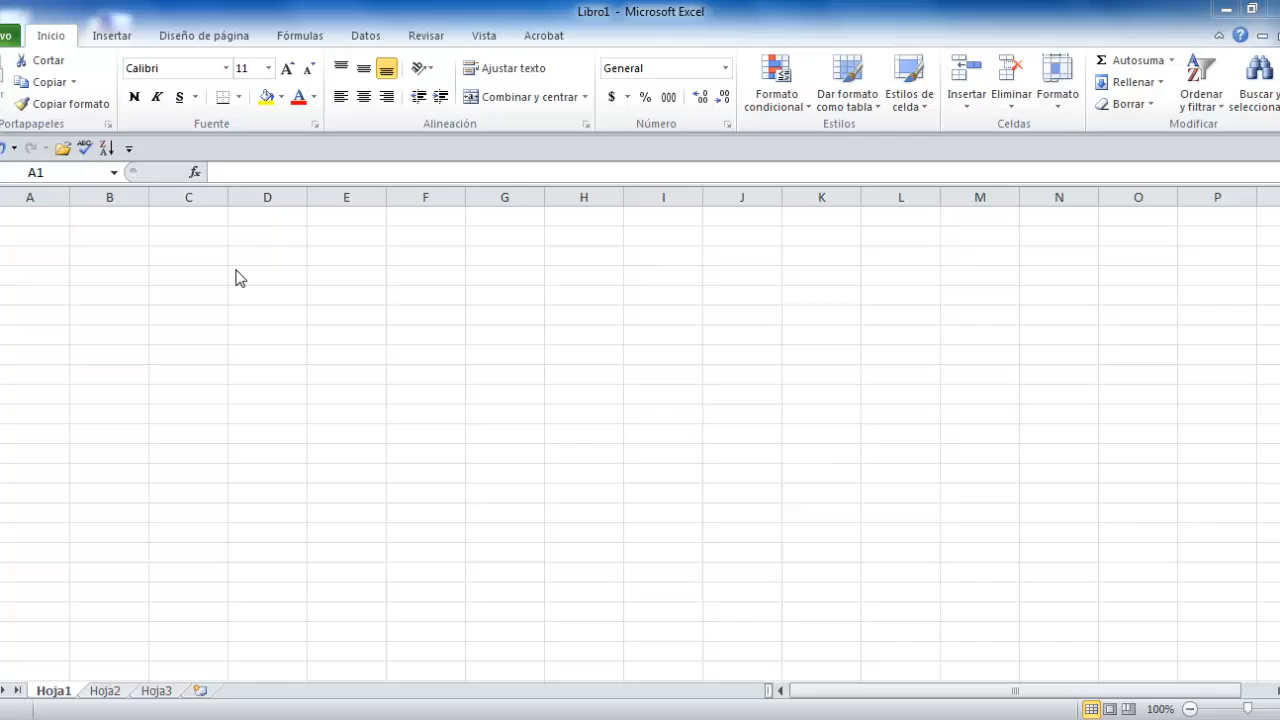 Libro1 - Microsoft Excel
vo Inicio Insertar Diseño de página Fórmulas Datos Revisar Vista Acrobat
Cortar
Copiar
Copiar formato
Portapapeles
Calibri 11
N K S
Fuente
Ajustar texto
Combinar y centrar
Alineación
General
$ % 000
Número
Formato condicional
Dar formato como tabla
Estilos de celda
Estilos
Insertar Eliminar Formato
Celdas
Σ Autosuma
Rellenar
Borrar
Ordenar y filtrar
Buscar y selecciona
Modificar
A1 fx
A B C D E F G H I J K L M N O P
Hoja1 Hoja2 Hoja3
100%